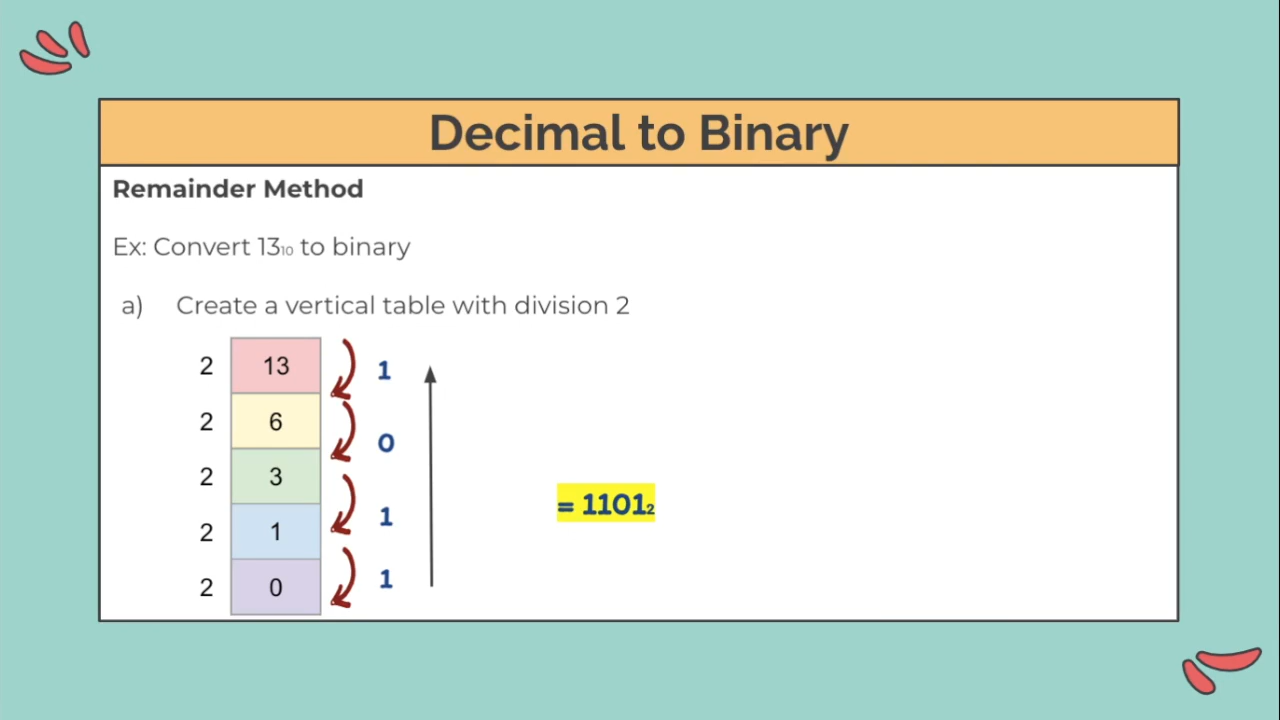 Decimal to Binary
Remainder Method
Ex: Convert 13₁₀ to binary
a) Create a vertical table with division 2
2 13 1
2 6 0
2 3 1
2 1 1
2 0
= 1101₂